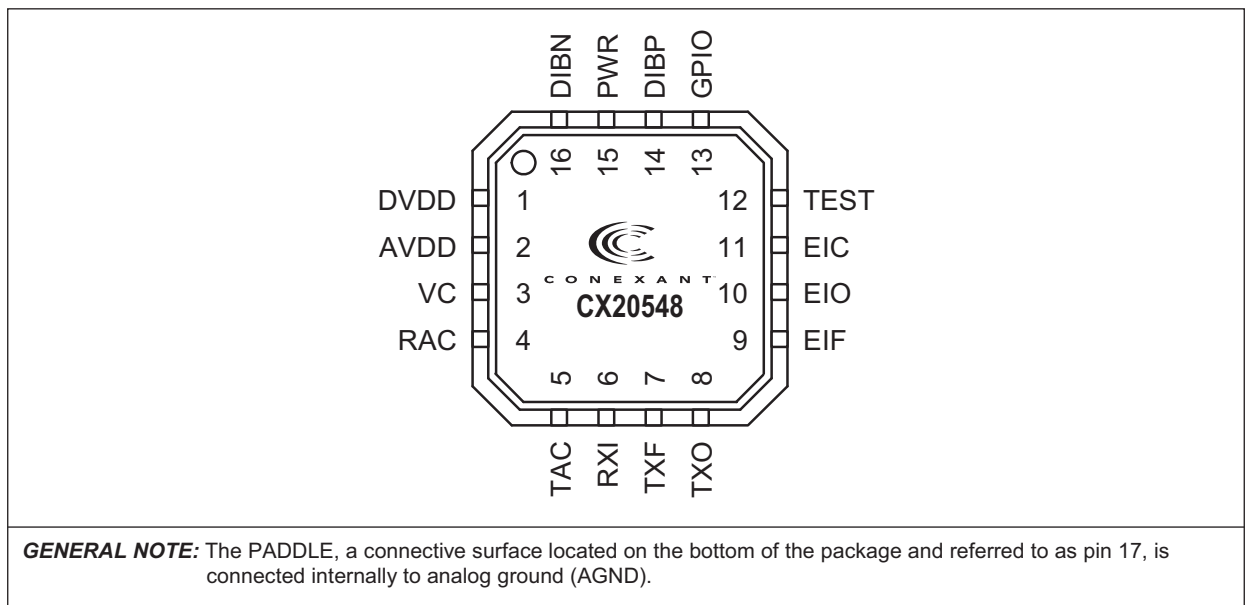 DIBN PWR DIBP GPIO
16 15 14 13
DVDD 1 12 TEST
AVDD 2 11 EIC
VC 3 10 EIO
RAC 4 9 EIF
CONEXANT
CX20548
5 6 7 8
TAC RXI TXF TXO
GENERAL NOTE: The PADDLE, a connective surface located on the bottom of the package and referred to as pin 17, is
connected internally to analog ground (AGND).